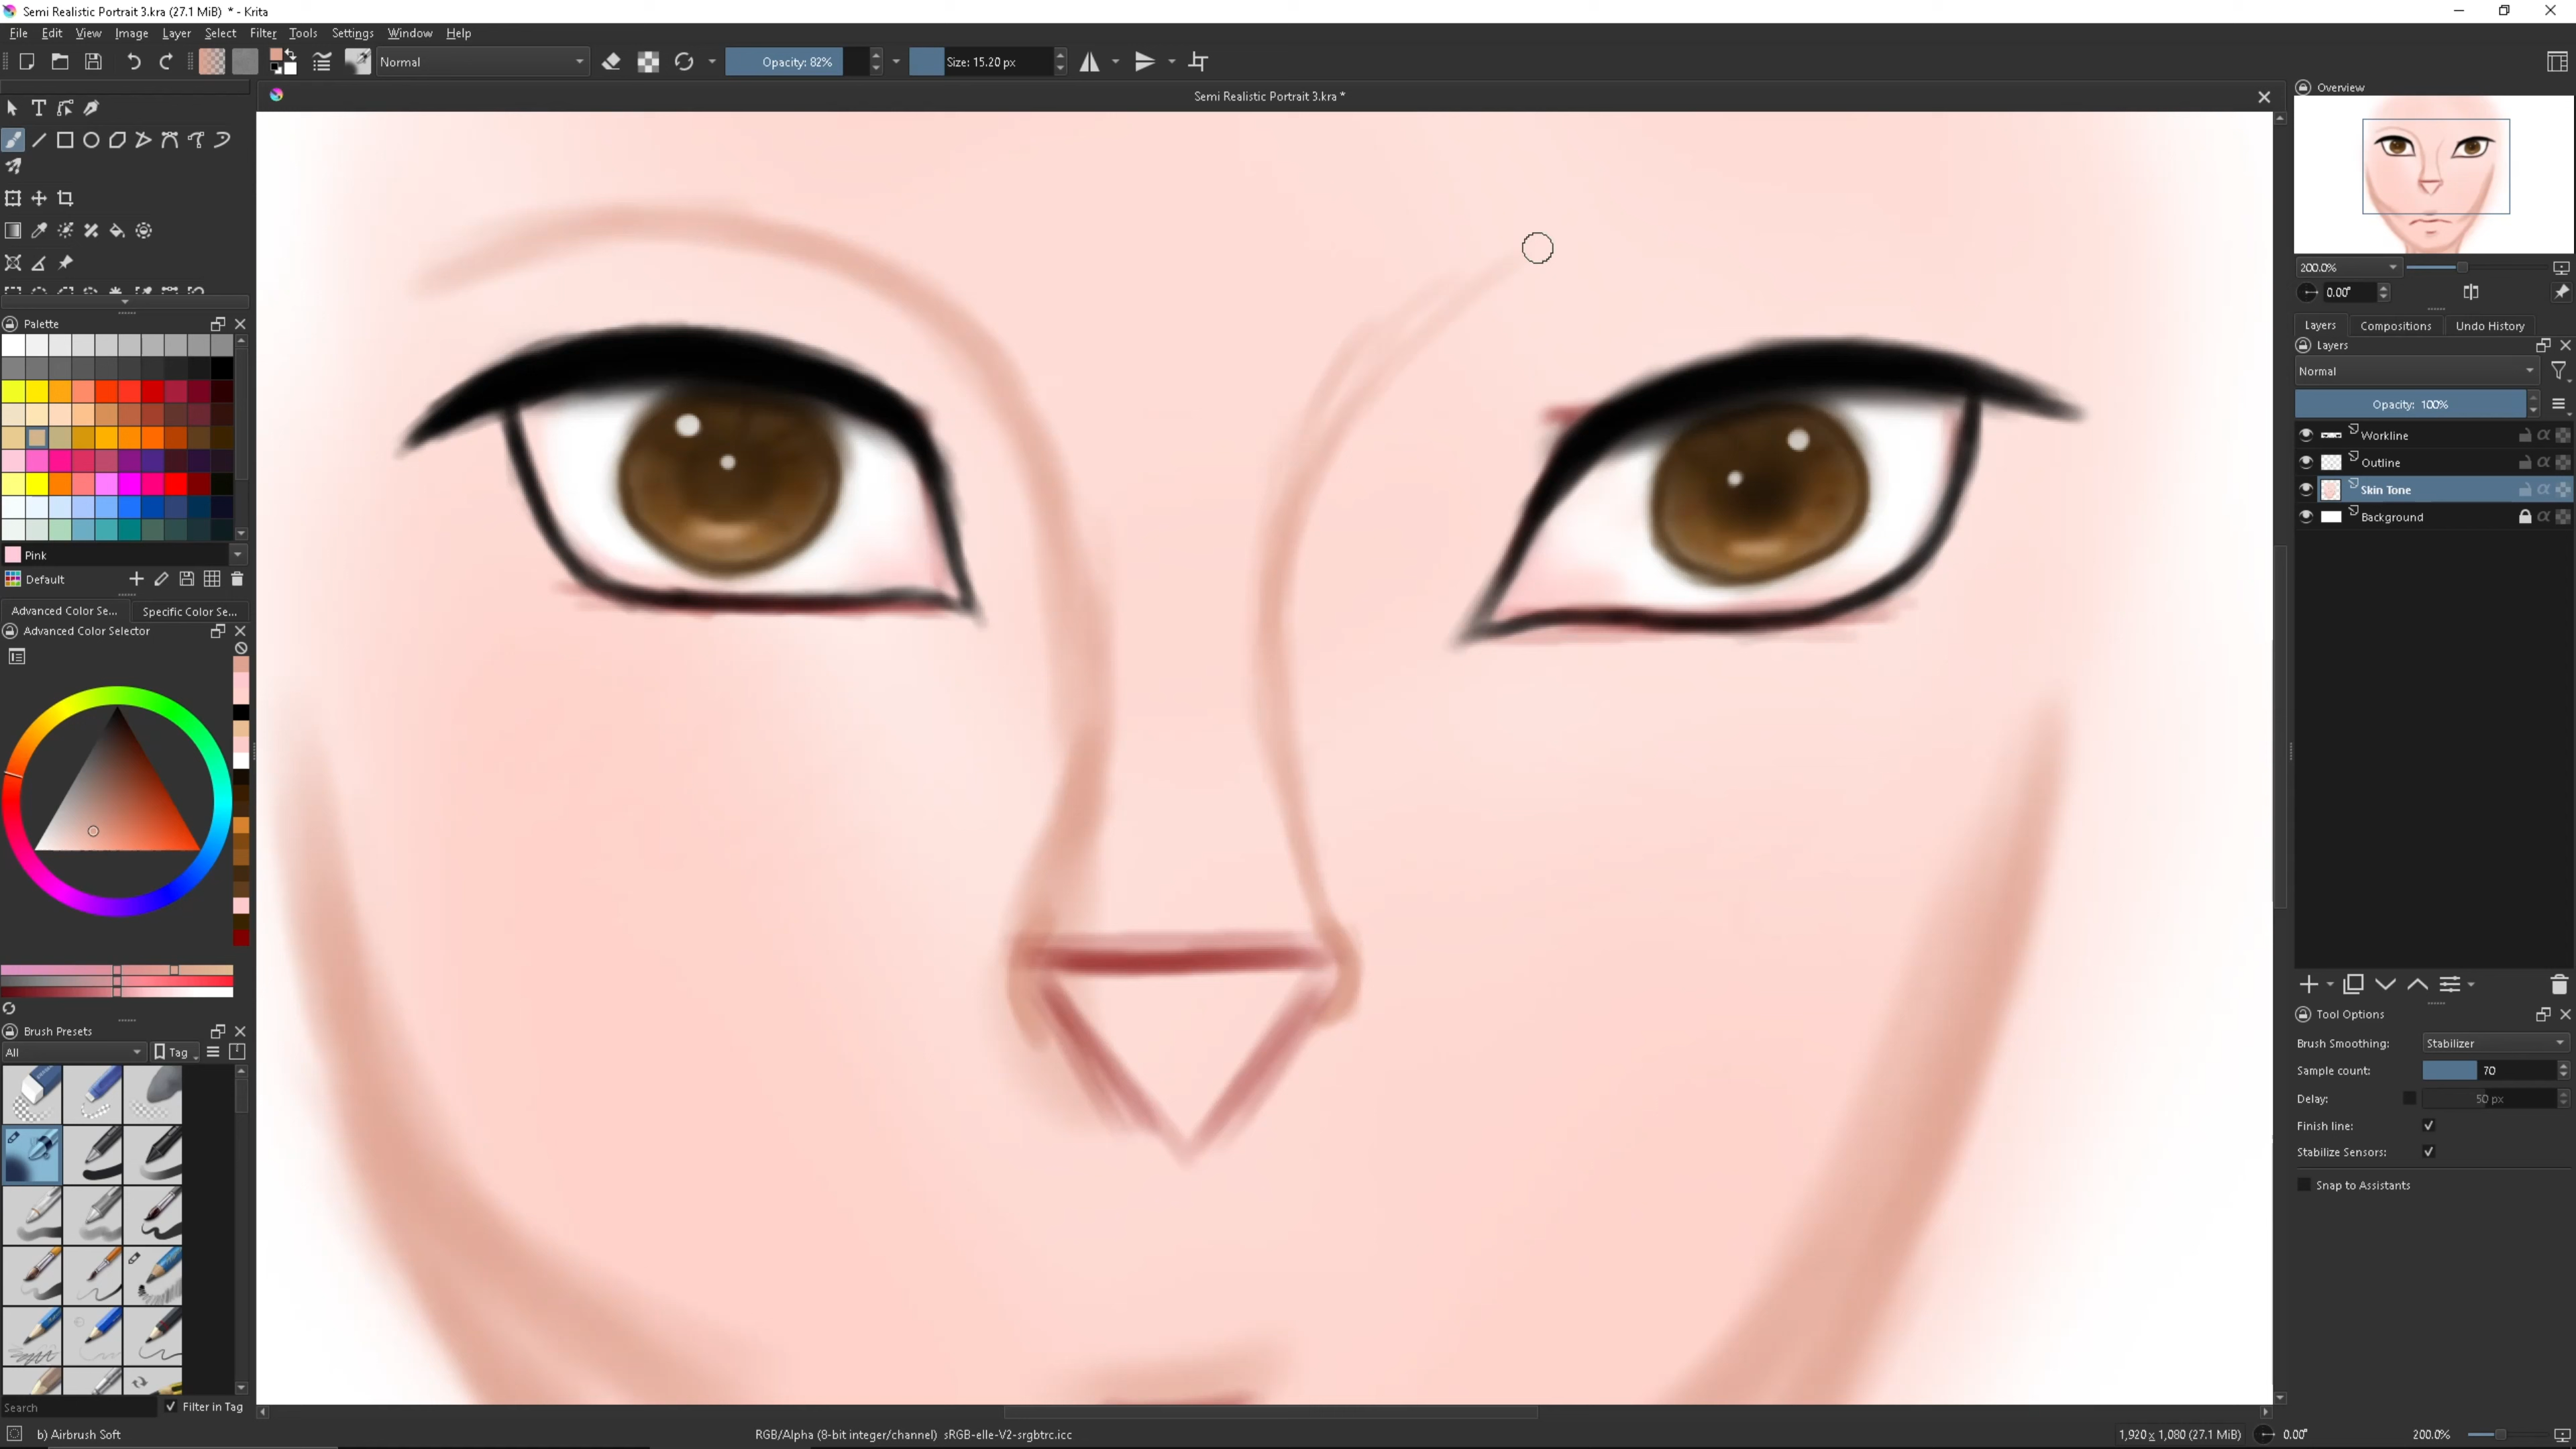 Semi Realistic Portrait 3.kra (27.1 MiB) * - Krita
File Edit View Image Layer Select Filter Tools Settings Window Help
Normal
Opacity: 82%
Size: 15.20 px
Semi Realistic Portrait 3.kra *
Overview
200.0%
0.00°
Layers Compositions Undo History
Layers
Normal
Opacity: 100%
Workline
Outline
Skin Tone
Background
Tool Options
Brush Smoothing: Stabilizer
Sample count: 70
Delay: 50 px
Finish line:
Stabilize Sensors:
Snap to Assistants
Palette
Pink
Default
Advanced Color Se... Specific Color Se...
Advanced Color Selector
Brush Presets
All Tag
Search Filter in Tag
b) Airbrush Soft
RGB/Alpha (8-bit integer/channel) sRGB-elle-V2-srgbtrc.icc
1,920 x 1,080 (27.1 MiB) 0.00° 200.0%